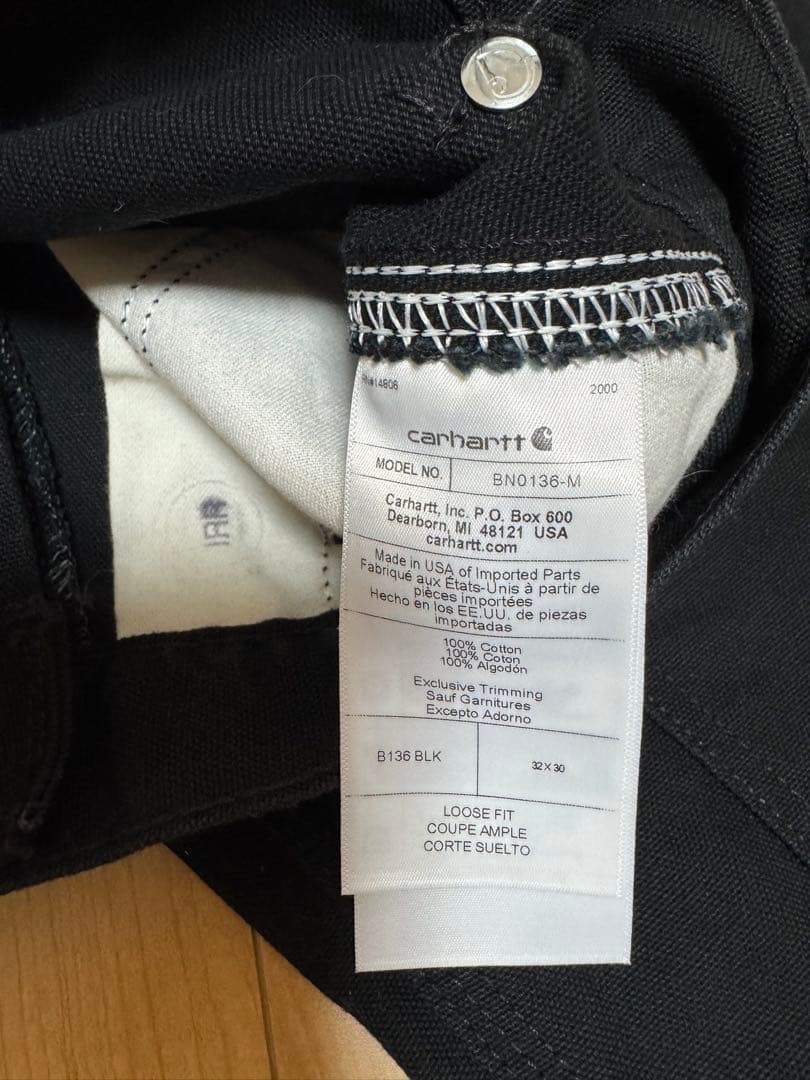 RN#14806 2000
carhartt
MODEL NO. BN0136-M
Carhartt, Inc. P.O. Box 600
Dearborn, MI 48121 USA
carhartt.com
Made in USA of Imported Parts
Fabriqué aux États-Unis à partir de
pièces importées
Hecho en los EE.UU. de piezas
importadas
100% Cotton
100% Coton
100% Algodón
Exclusive Trimming
Sauf Garnitures
Excepto Adorno
B136 BLK 32X30
LOOSE FIT
COUPE AMPLE
CORTE SUELTO